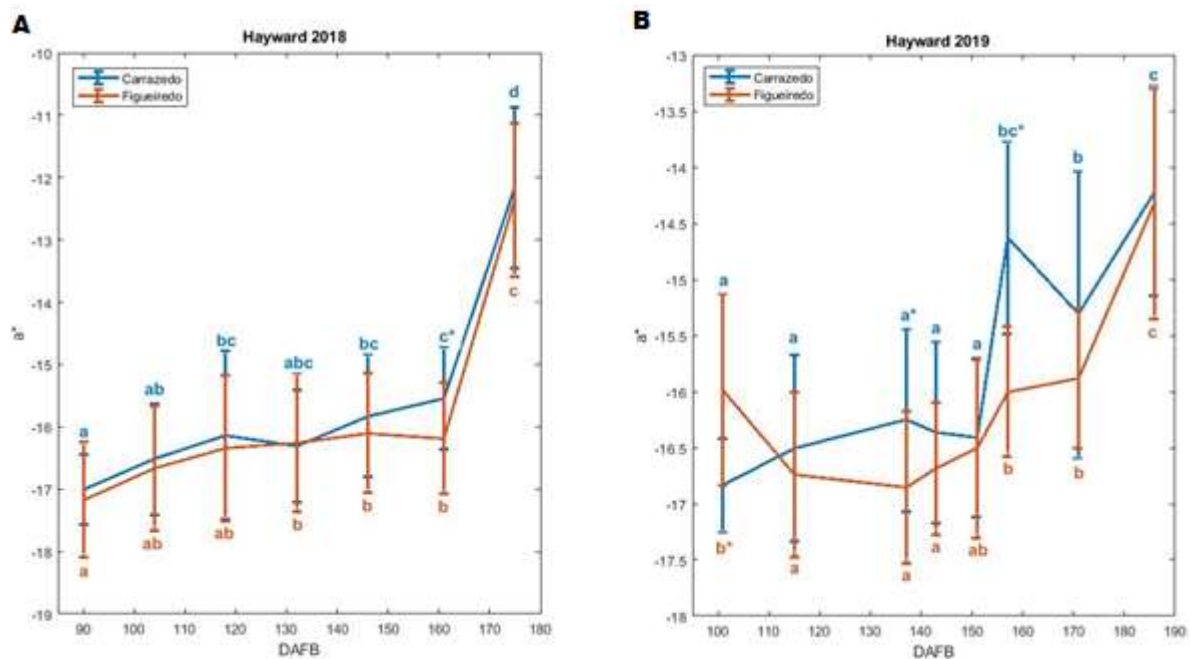 A
Hayward 2018
Carrazedo
Figueiredo
a*
-10
-11
-12
-13
-14
-15
-16
-17
-18
-19
a
ab
bc
abc
bc
c*
d
a
ab
ab
b
b
b
c
90
100
110
120
130
140
150
160
170
180
DAFB
B
Hayward 2019
Carrazedo
Figueiredo
a*
-13
-13.5
-14
-14.5
-15
-15.5
-16
-16.5
-17
-17.5
-18
a
a
a*
a
a
bc*
b
c
b*
a
a
a
ab
b
b
c
100
110
120
130
140
150
160
170
180
190
DAFB